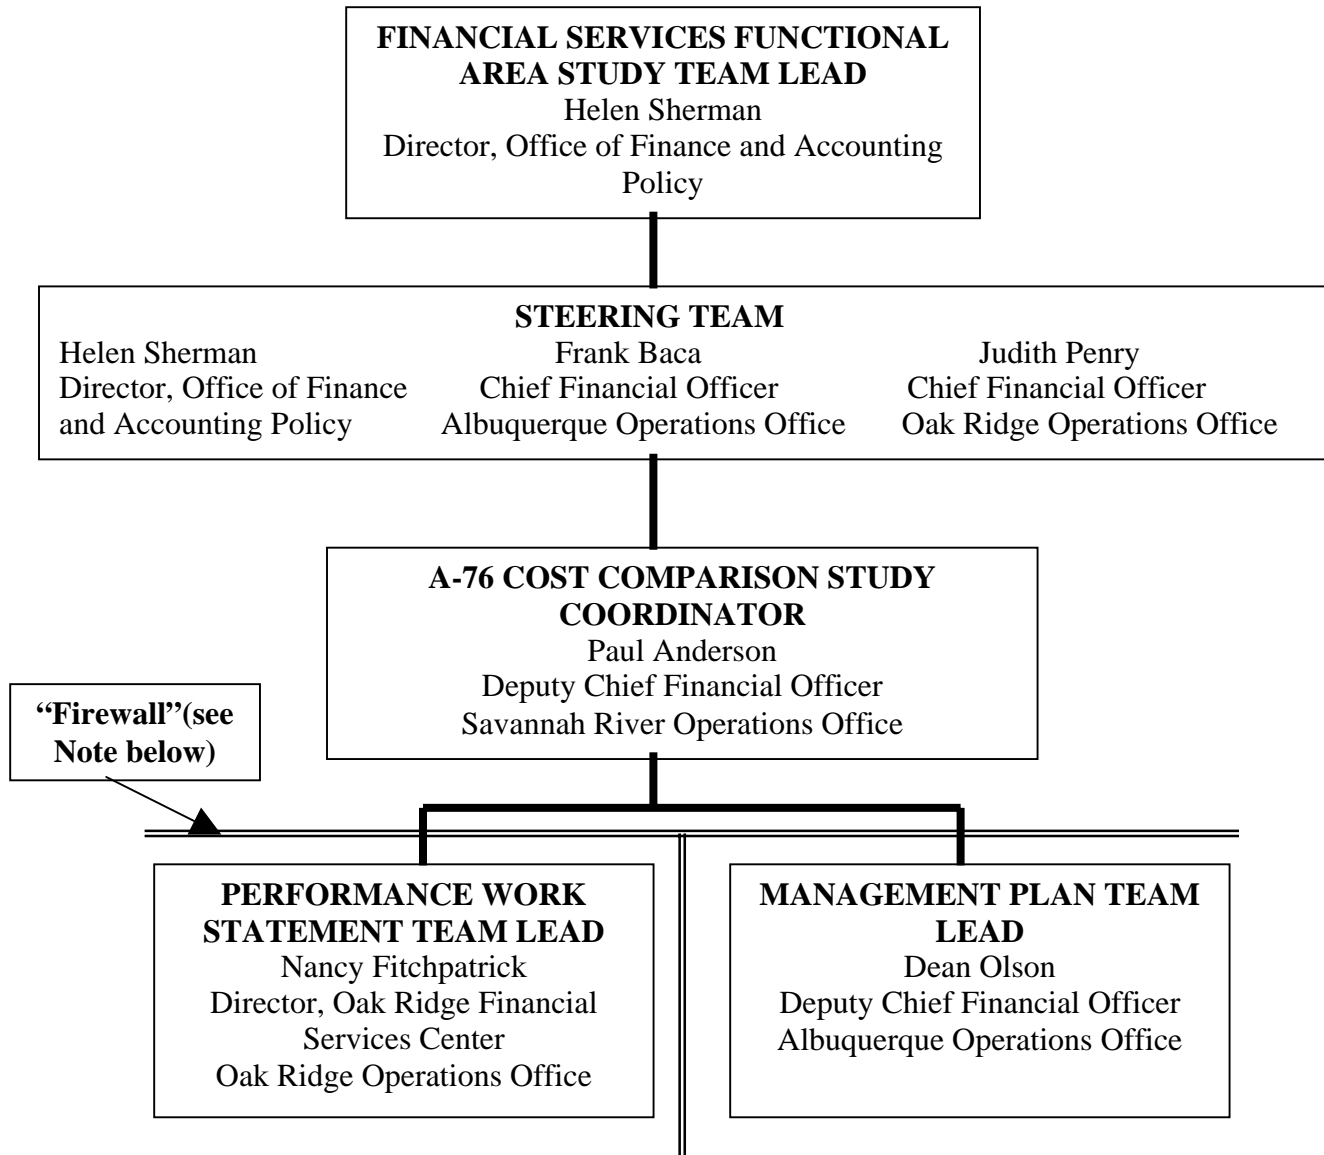 FINANCIAL SERVICES FUNCTIONAL
AREA STUDY TEAM LEAD
Helen Sherman
Director, Office of Finance and Accounting
Policy
STEERING TEAM
Helen Sherman
Director, Office of Finance
and Accounting Policy
Frank Baca
Chief Financial Officer
Albuquerque Operations Office
Judith Penry
Chief Financial Officer
Oak Ridge Operations Office
A-76 COST COMPARISON STUDY
COORDINATOR
Paul Anderson
Deputy Chief Financial Officer
Savannah River Operations Office
“Firewall”(see
Note below)
PERFORMANCE WORK
STATEMENT TEAM LEAD
Nancy Fitchpatrick
Director, Oak Ridge Financial
Services Center
Oak Ridge Operations Office
MANAGEMENT PLAN TEAM
LEAD
Dean Olson
Deputy Chief Financial Officer
Albuquerque Operations Office